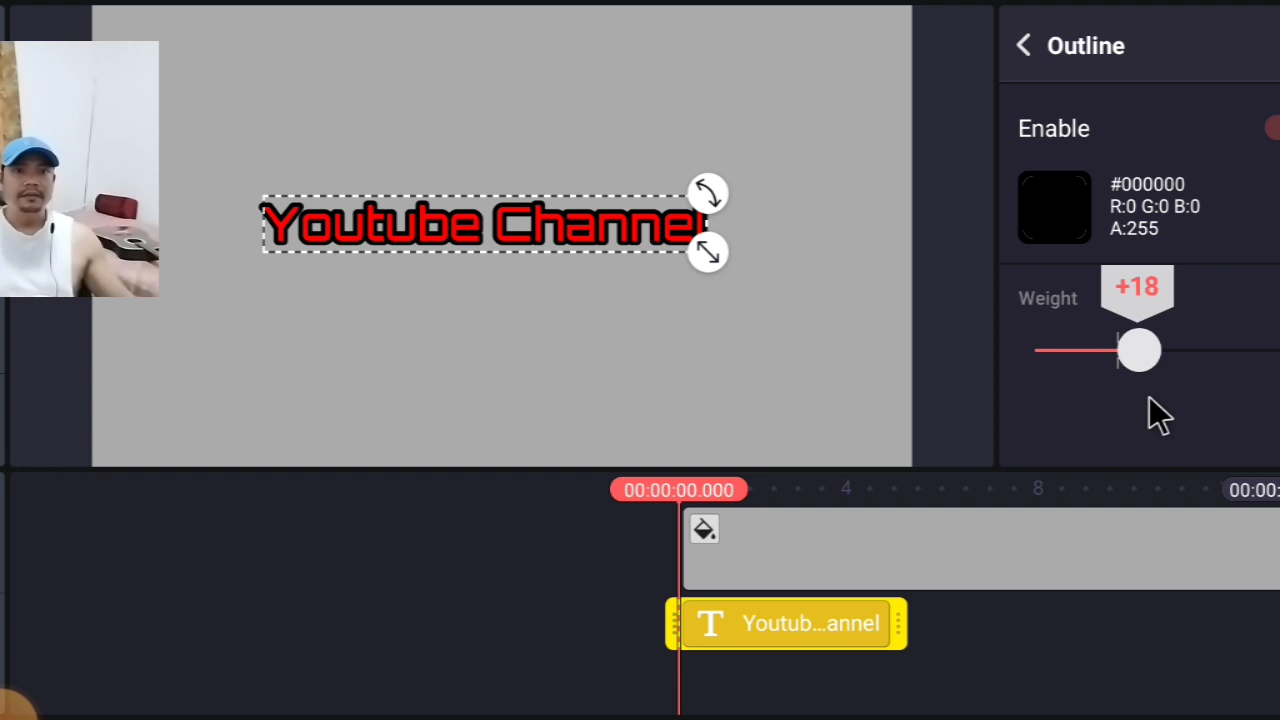 Outline
Enable
#000000
R:0 G:0 B:0
A:255
Youtube Channel
Weight
+18
00:00:00.000
4
8
00:00:
T
Youtub...annel